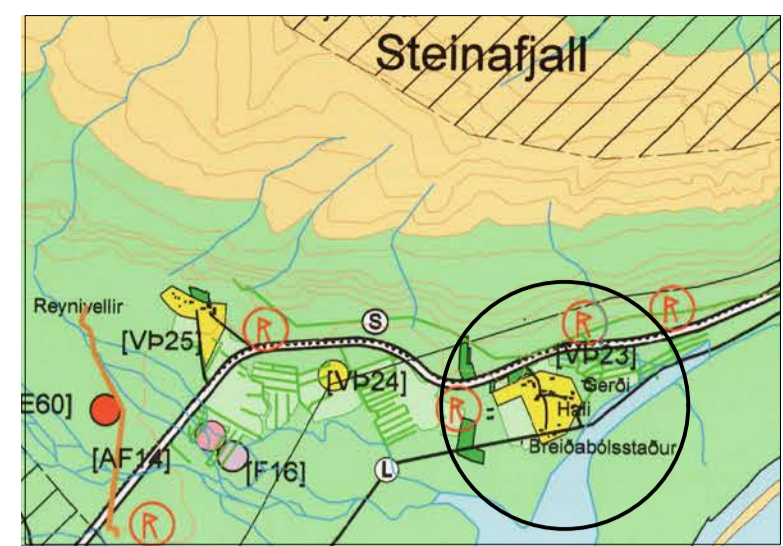 Steinafjall
Reynivellir
R
S
R
R
[VÞ25]
[VÞ23]
[VÞ24]
Gerði
E60]
R
Hali
[AF14]
Breiðabólsstaður
[F16]
L
R